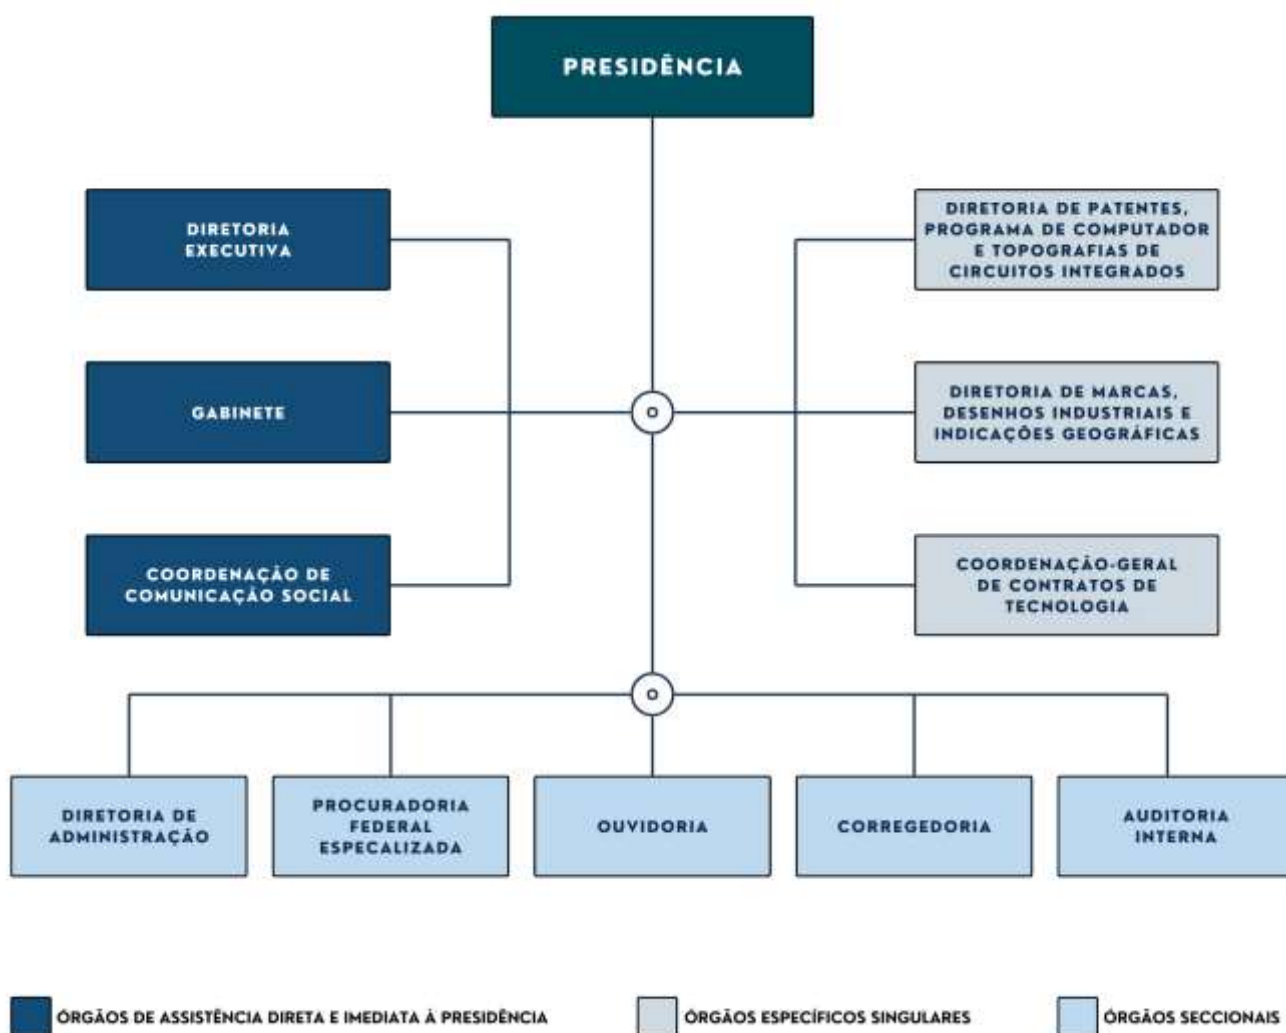 PRESIDÊNCIA
DIRETORIA
EXECUTIVA
DIRETORIA DE PATENTES,
PROGRAMA DE COMPUTADOR
E TOPOGRAFIAS DE
CIRCUITOS INTEGRADOS
GABINETE
DIRETORIA DE MARCAS,
DESENHOS INDUSTRIAIS E
INDICAÇÕES GEOGRÁFICAS
COORDENAÇÃO DE
COMUNICAÇÃO SOCIAL
COORDENAÇÃO-GERAL
DE CONTRATOS DE
TECNOLOGIA
DIRETORIA DE
ADMINISTRAÇÃO
PROCURADORIA
FEDERAL
ESPECALIZADA
OUVIDORIA
CORREGEDORIA
AUDITORIA
INTERNA
ÓRGÃOS DE ASSISTÊNCIA DIRETA E IMEDIATA À PRESIDÊNCIA
ÓRGÃOS ESPECÍFICOS SINGULARES
ÓRGÃOS SECCIONAIS